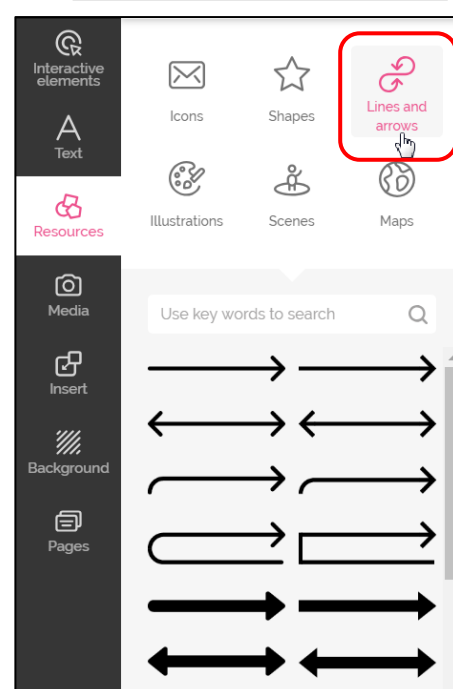 Interactive
elements
Text
Resources
Media
Insert
Background
Pages
Icons
Shapes
Lines and
arrows
Illustrations
Scenes
Maps
Use key words to search